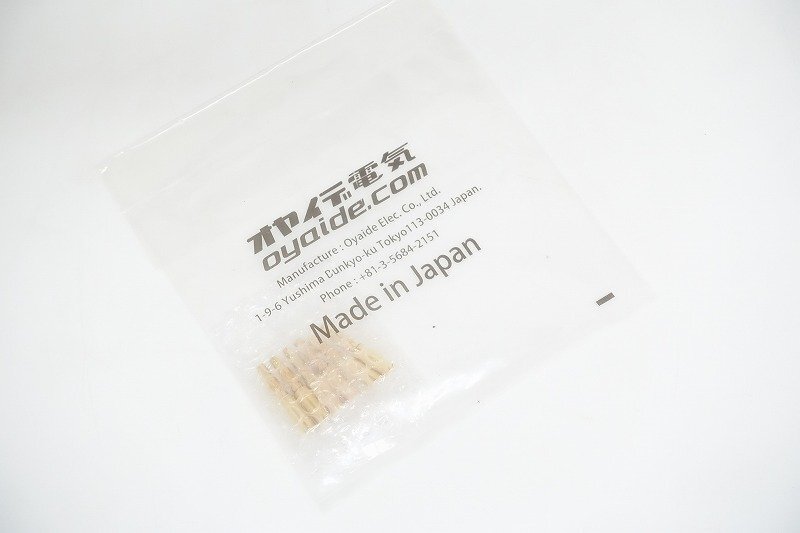 オヤイデ電気
oyaide.com
Manufacture : Oyaide Elec. Co., Ltd.
1-9-6 Yushima Bunkyo-ku Tokyo113-0034 Japan.
Phone : +81-3-5684-2151
Made in Japan